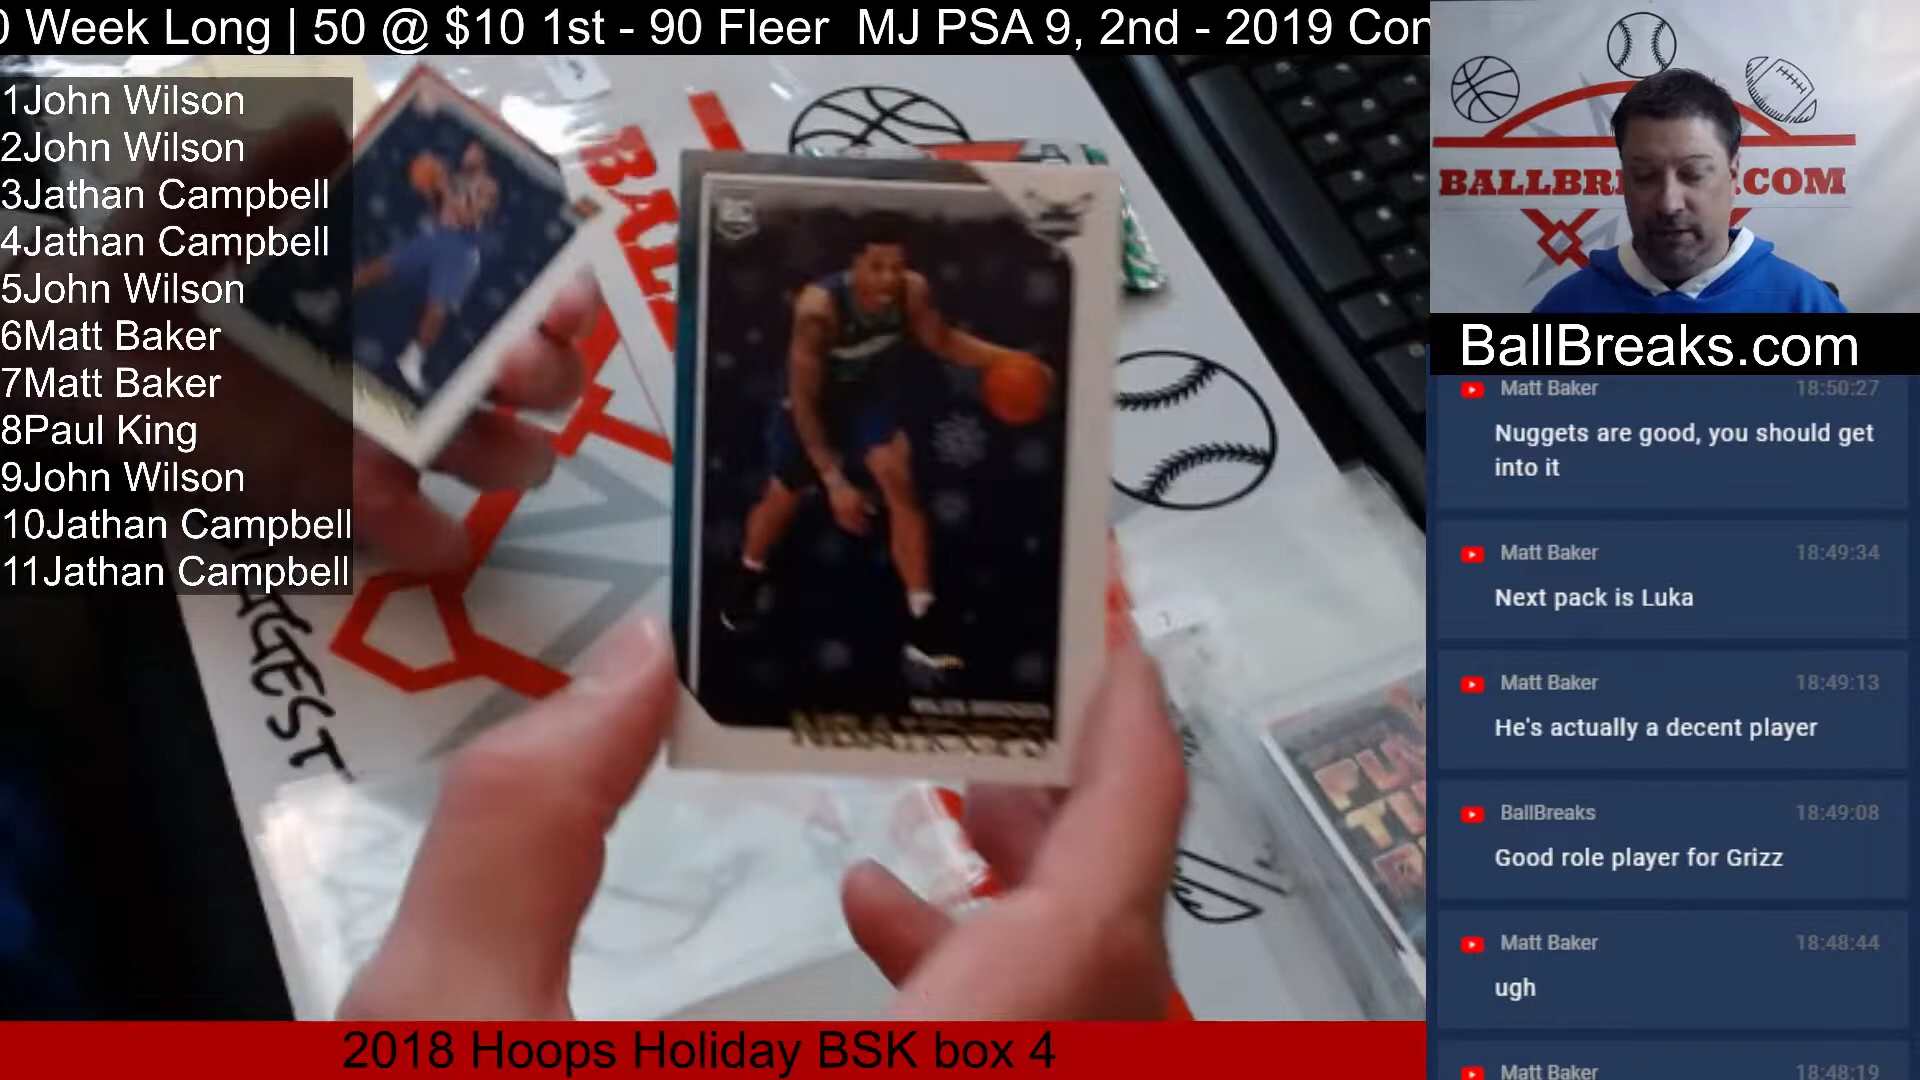 0 Week Long | 50 @ $10 1st - 90 Fleer MJ PSA 9, 2nd - 2019 Con
1John Wilson
2John Wilson
3Jathan Campbell
4Jathan Campbell
5John Wilson
6Matt Baker
7Matt Baker
8Paul King
9John Wilson
10Jathan Campbell
11Jathan Campbell
BALL
NBA HOOPS
2018 Hoops Holiday BSK box 4
.COM
BallBreaks.com
Matt Baker 18:50:27
Nuggets are good, you should get
into it
Matt Baker 18:49:34
Next pack is Luka
Matt Baker 18:49:13
He's actually a decent player
BallBreaks 18:49:08
Good role player for Grizz
Matt Baker 18:48:44
ugh
Matt Baker 18:48:19